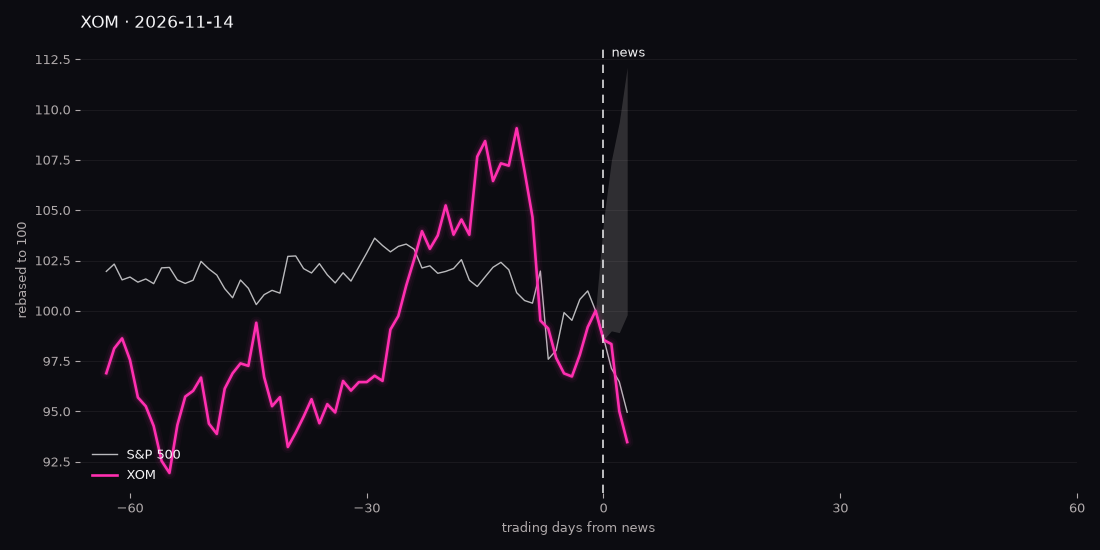 XOM · 2026-11-14
news
112.5
110.0
107.5
105.0
102.5
100.0
97.5
95.0
92.5
rebased to 100
S&P 500
XOM
−60
−30
0
30
60
trading days from news